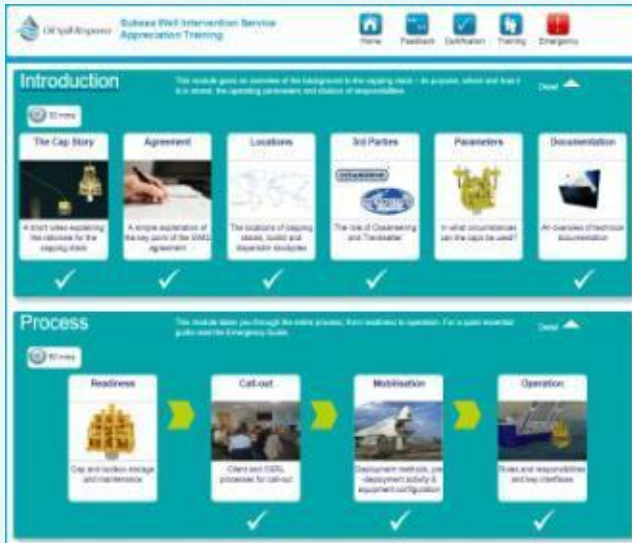 Oil Spill Response
Subsea Well Intervention Service
Appreciation Training
Home
Feedback
Certification
Training
Emergency
Introduction
This module gives an overview of the background to the capping stack - its purpose, where and how it
is stored, the operating parameters and division of responsibilities.
Detail
30 mins
The Cap Story
Agreement
Locations
3rd Parties
Parameters
Documentation
OCEANEERING
A short video explaining
the rationale for the
capping stack
A simple explanation of
the key point of the
Agreement
The locations of capping
stacks, toolkit and
dispersant stockpiles
The role of Oceaneering
and Trendsetter
In what circumstances
can the caps be used?
An overview of technical
documentation
Process
This module takes you through the entire process, from readiness to operation. For a quick essential
guide read the Emergency Guide.
Detail
mins
Readiness
Call-out
Mobilisation
Operation
Cap and toolbox storage
and maintenance
Client and OSRL
processes for call-out
Deployment methods, pre
-deployment activity &
equipment configuration
Roles and responsibilities
and key interfaces